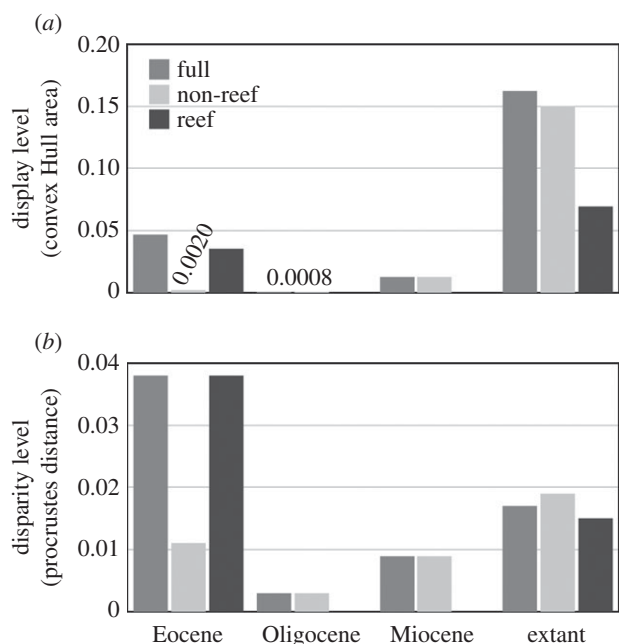 (a)
0.20
0.15
0.10
0.05
0
display level
(convex Hull area)
full
non-reef
reef
0.0020
0.0008
(b)
0.04
0.03
0.02
0.01
0
disparity level
(procrustes distance)
Eocene Oligocene Miocene extant